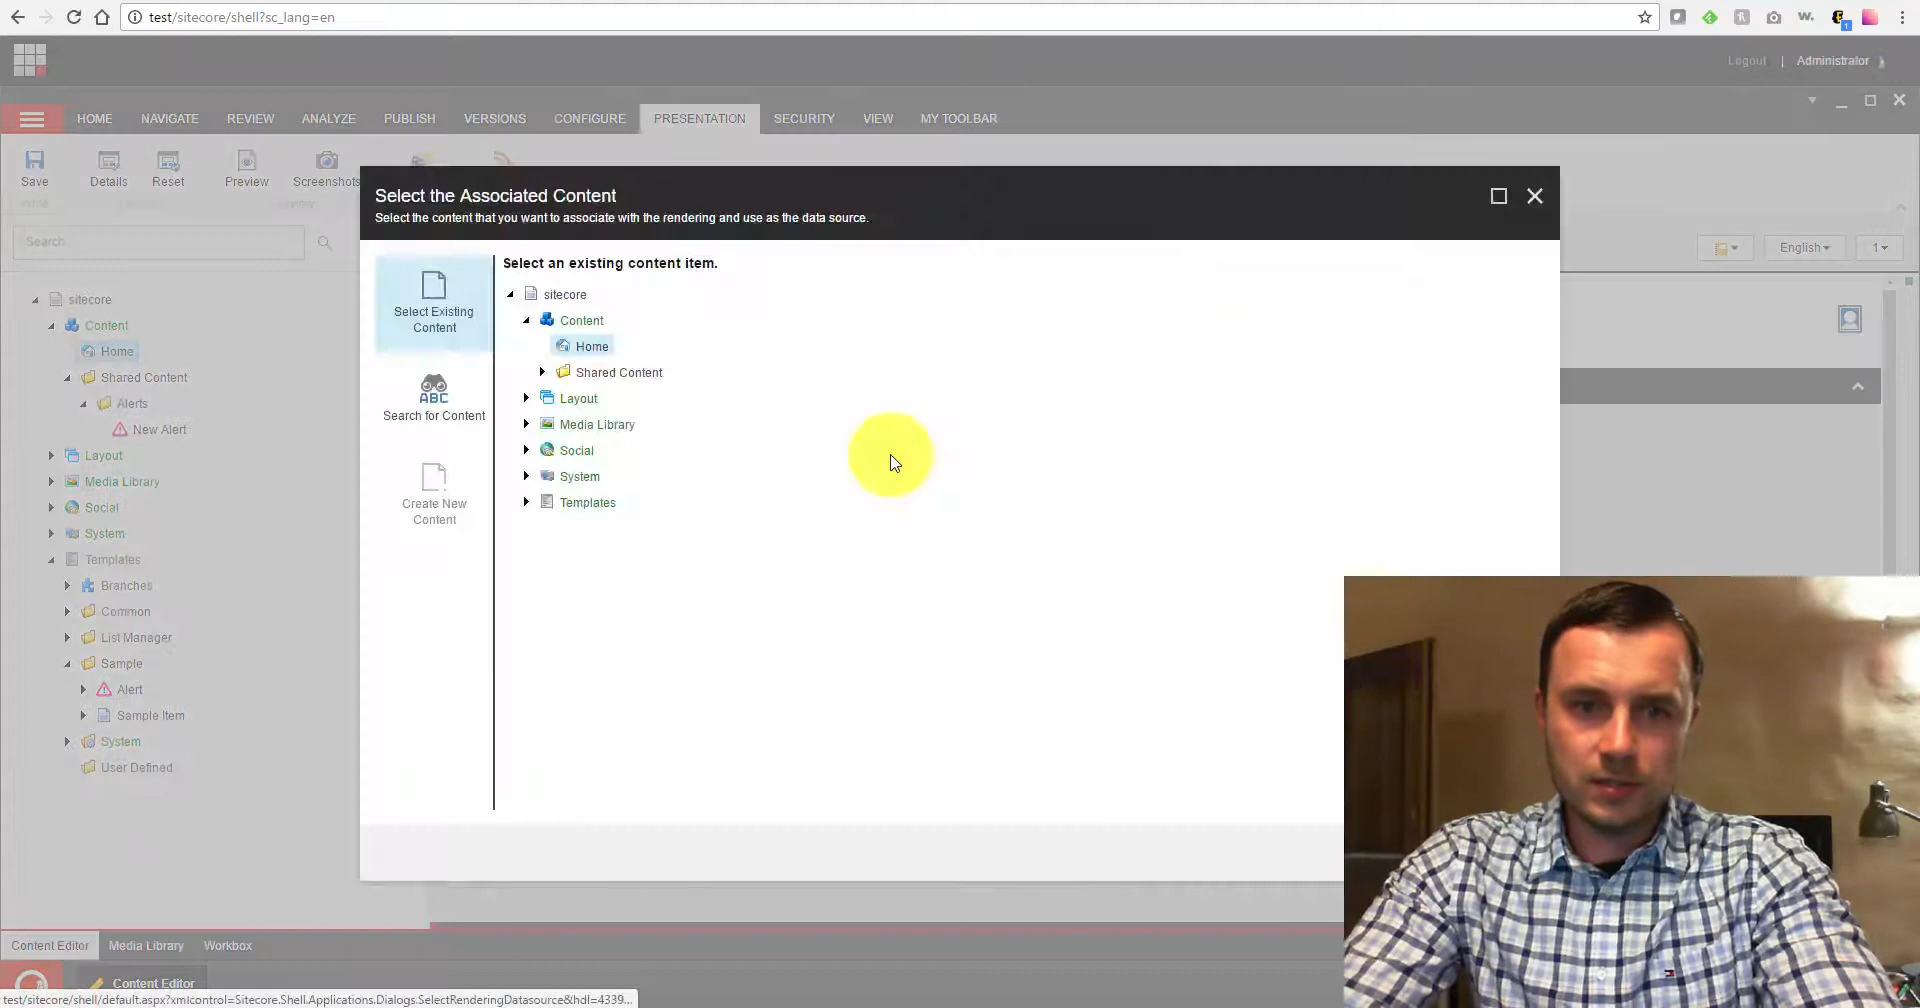 test/sitecore/shell?sc_lang=en
Logout | Administrator
HOME NAVIGATE REVIEW ANALYZE PUBLISH VERSIONS CONFIGURE PRESENTATION SECURITY VIEW MY TOOLBAR
Save Details Reset Preview Screenshots
Search
English 1
sitecore
Content
Home
Shared Content
Alerts
New Alert
Layout
Media Library
Social
System
Templates
Branches
Common
List Manager
Sample
Alert
Sample Item
System
User Defined
Select the Associated Content
Select the content that you want to associate with the rendering and use as the data source.
Select Existing
Content
ABC
Search for Content
Create New
Content
Select an existing content item.
sitecore
Content
Home
Shared Content
Layout
Media Library
Social
System
Templates
Content Editor Media Library Workbox
Content Editor
test/sitecore/shell/default.aspx?xmlcontrol=Sitecore.Shell.Applications.Dialogs.SelectRenderingDatasource&hdl=4339...